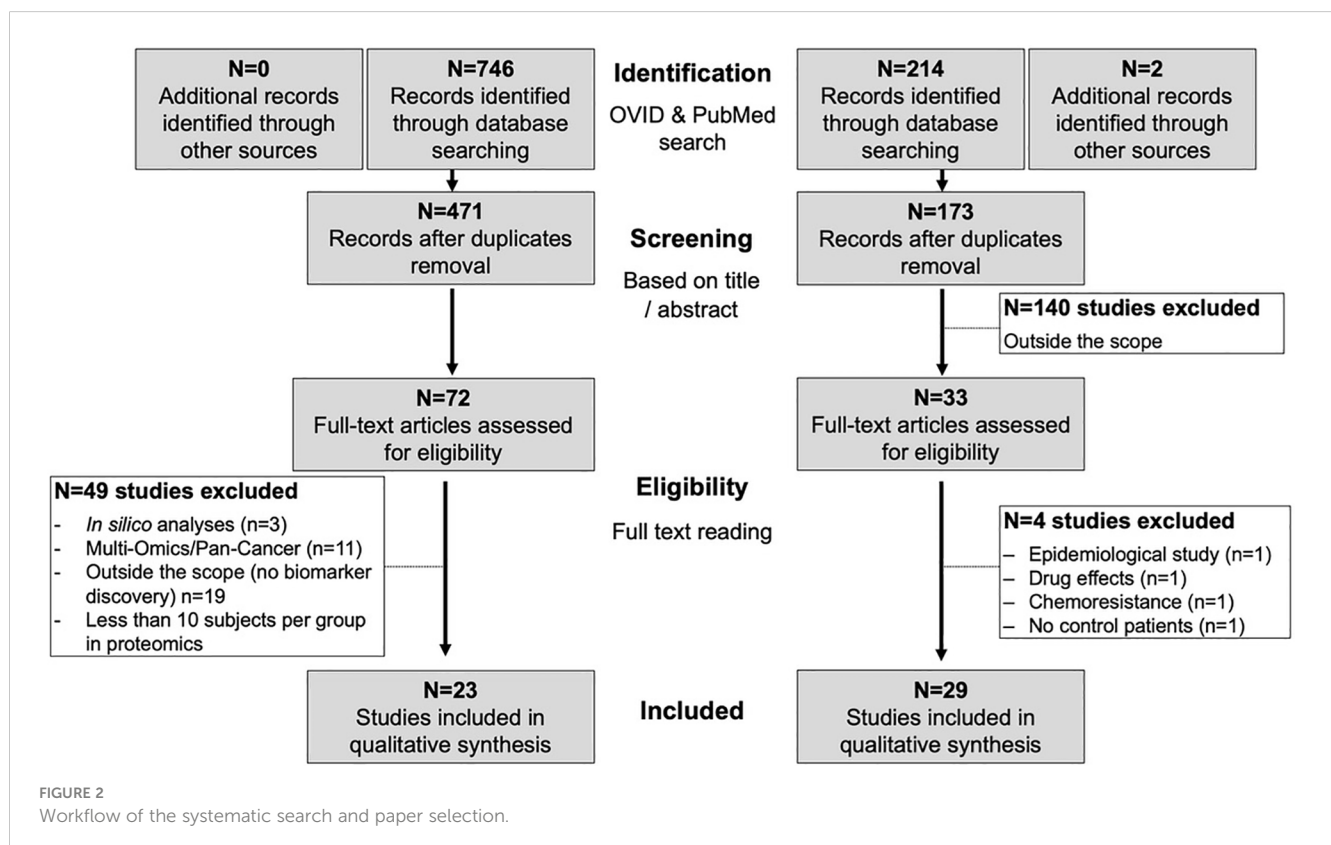 N=0
Additional records
identified through
other sources
N=746
Records identified
through database
searching
Identification
OVID & PubMed
search
N=214
Records identified
through database
searching
N=2
Additional records
identified through
other sources
N=471
Records after duplicates
removal
Screening
Based on title
/ abstract
N=173
Records after duplicates
removal
N=140 studies excluded
Outside the scope
N=72
Full-text articles assessed
for eligibility
N=33
Full-text articles assessed
for eligibility
N=49 studies excluded
- In silico analyses (n=3)
- Multi-Omics/Pan-Cancer (n=11)
- Outside the scope (no biomarker
discovery) n=19
- Less than 10 subjects per group
in proteomics
Eligibility
Full text reading
N=4 studies excluded
– Epidemiological study (n=1)
– Drug effects (n=1)
– Chemoresistance (n=1)
– No control patients (n=1)
N=23
Studies included in
qualitative synthesis
Included
N=29
Studies included in
qualitative synthesis
FIGURE 2
Workflow of the systematic search and paper selection.